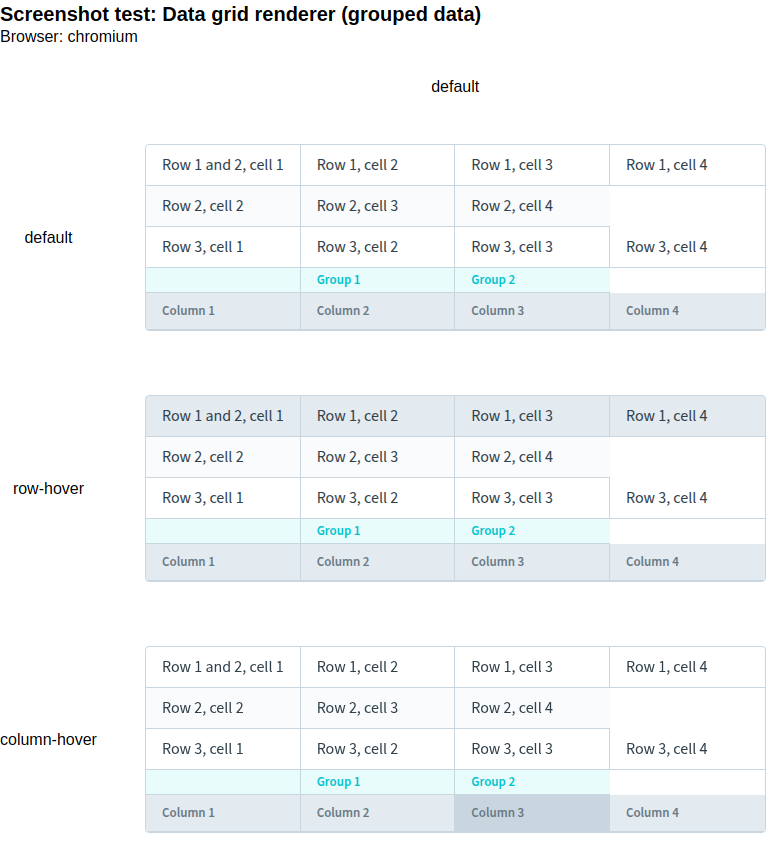 Screenshot test: Data grid renderer (grouped data)
Browser: chromium
default
default
Row 1 and 2, cell 1 Row 1, cell 2 Row 1, cell 3 Row 1, cell 4
Row 2, cell 2 Row 2, cell 3 Row 2, cell 4
Row 3, cell 1 Row 3, cell 2 Row 3, cell 3 Row 3, cell 4
Group 1 Group 2
Column 1 Column 2 Column 3 Column 4
row-hover
Row 1 and 2, cell 1 Row 1, cell 2 Row 1, cell 3 Row 1, cell 4
Row 2, cell 2 Row 2, cell 3 Row 2, cell 4
Row 3, cell 1 Row 3, cell 2 Row 3, cell 3 Row 3, cell 4
Group 1 Group 2
Column 1 Column 2 Column 3 Column 4
column-hover
Row 1 and 2, cell 1 Row 1, cell 2 Row 1, cell 3 Row 1, cell 4
Row 2, cell 2 Row 2, cell 3 Row 2, cell 4
Row 3, cell 1 Row 3, cell 2 Row 3, cell 3 Row 3, cell 4
Group 1 Group 2
Column 1 Column 2 Column 3 Column 4